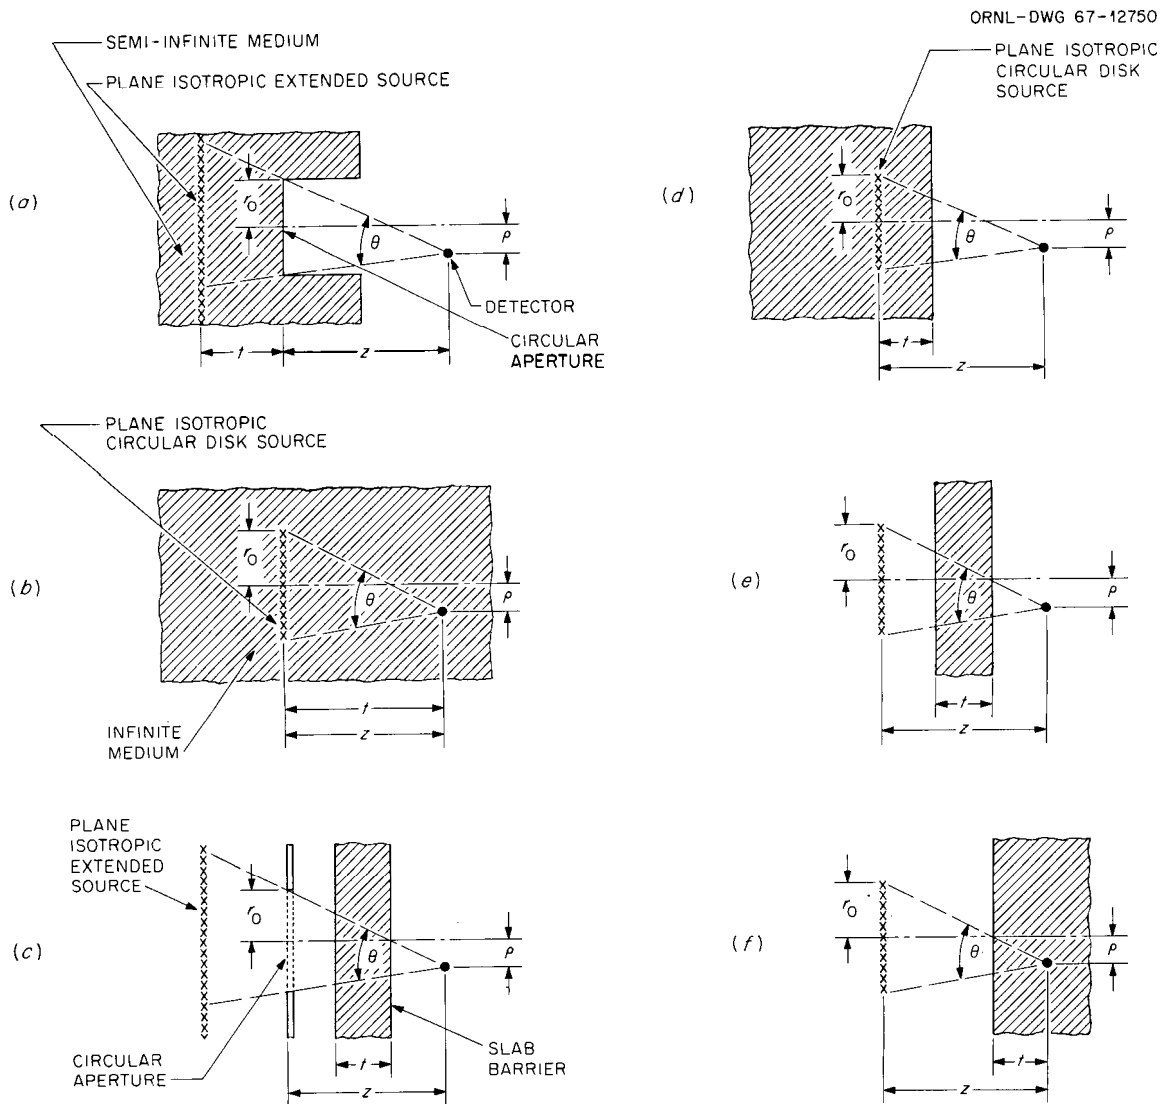 ORNL-DWG 67-12750
SEMI-INFINITE MEDIUM
PLANE ISOTROPIC EXTENDED SOURCE
(a)
r0
θ
ρ
DETECTOR
CIRCULAR
APERTURE
t
z
PLANE ISOTROPIC
CIRCULAR DISK
SOURCE
(d)
r0
θ
ρ
t
z
PLANE ISOTROPIC
CIRCULAR DISK SOURCE
(b)
r0
θ
ρ
t
z
INFINITE
MEDIUM
(e)
r0
θ
ρ
t
z
PLANE
ISOTROPIC
EXTENDED
SOURCE
(c)
r0
θ
ρ
CIRCULAR
APERTURE
t
z
SLAB
BARRIER
(f)
r0
θ
ρ
t
z